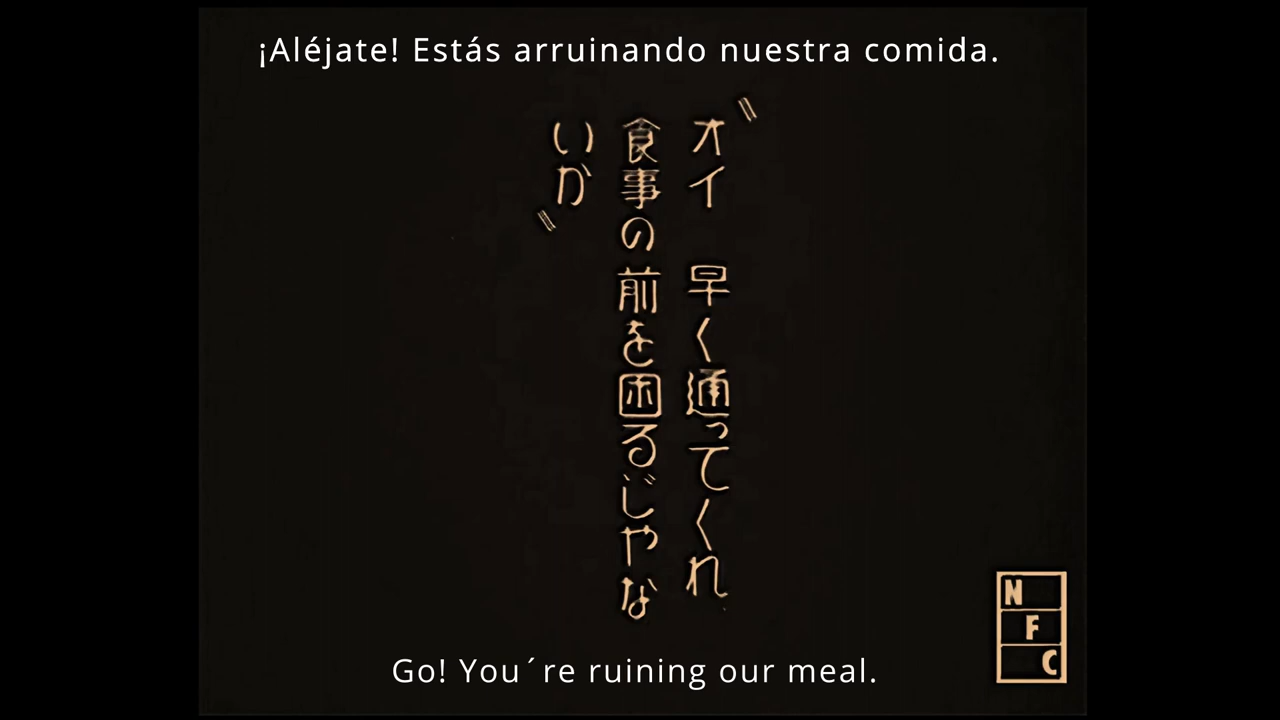 ¡Aléjate! Estás arruinando nuestra comida.
〝オイ 早く通ってくれ、
食事の前を困るじゃな
いか〟
Go! You´re ruining our meal.
N
F
C